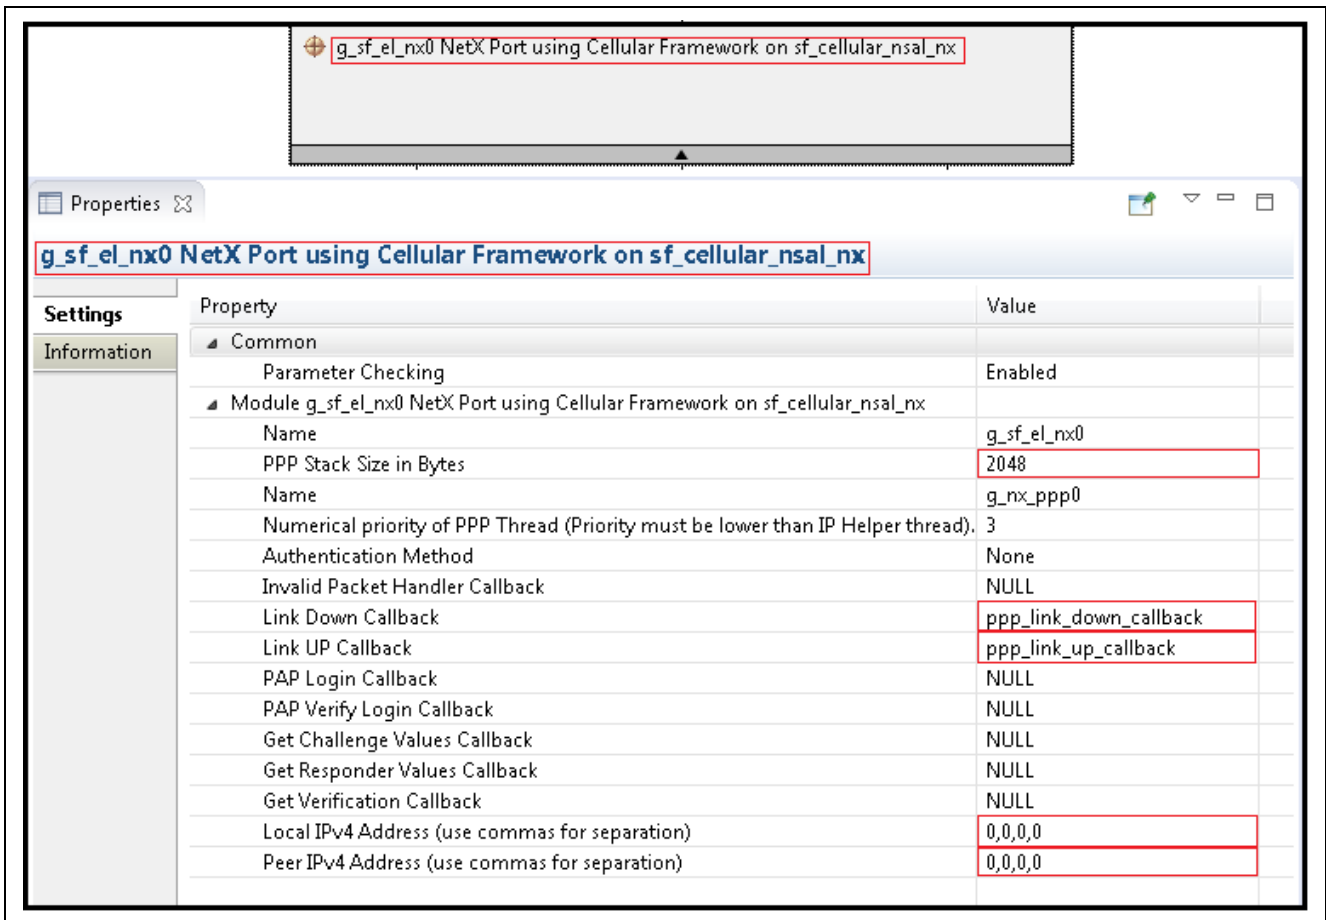 g_sf_el_nx0 NetX Port using Cellular Framework on sf_cellular_nsal_nx
Properties
g_sf_el_nx0 NetX Port using Cellular Framework on sf_cellular_nsal_nx
Settings
Information
Property Value
Common
Parameter Checking Enabled
Module g_sf_el_nx0 NetX Port using Cellular Framework on sf_cellular_nsal_nx
Name g_sf_el_nx0
PPP Stack Size in Bytes 2048
Name g_nx_ppp0
Numerical priority of PPP Thread (Priority must be lower than IP Helper thread). 3
Authentication Method None
Invalid Packet Handler Callback NULL
Link Down Callback ppp_link_down_callback
Link UP Callback ppp_link_up_callback
PAP Login Callback NULL
PAP Verify Login Callback NULL
Get Challenge Values Callback NULL
Get Responder Values Callback NULL
Get Verification Callback NULL
Local IPv4 Address (use commas for separation) 0,0,0,0
Peer IPv4 Address (use commas for separation) 0,0,0,0